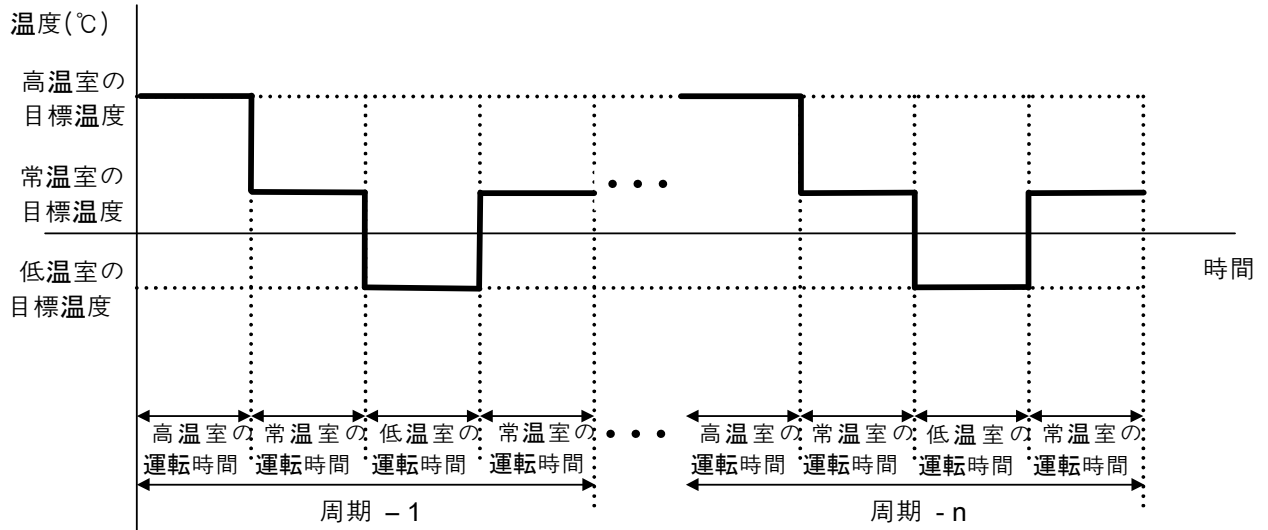 温度(℃)
高温室の
目標温度
常温室の
目標温度
低温室の
目標温度
時間
高温室の
運転時間
常温室の
運転時間
低温室の
運転時間
常温室の
運転時間
高温室の
運転時間
常温室の
運転時間
低温室の
運転時間
常温室の
運転時間
周期 – 1
周期 - n